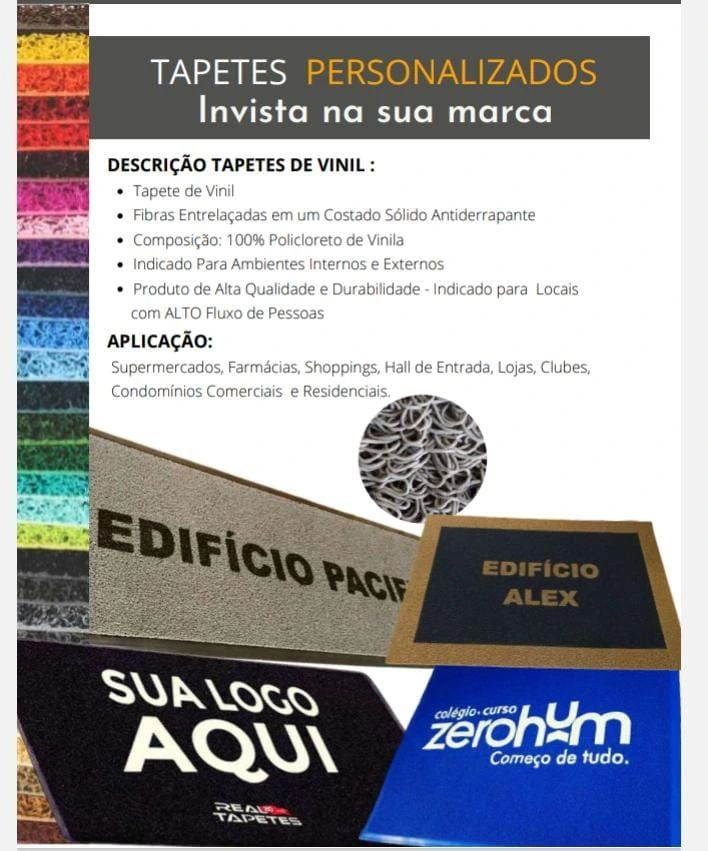 TAPETES PERSONALIZADOS
Invista na sua marca
DESCRIÇÃO TAPETES DE VINIL :
• Tapete de Vinil
• Fibras Entrelaçadas em um Costado Sólido Antiderrapante
• Composição: 100% Policloreto de Vinila
• Indicado Para Ambientes Internos e Externos
• Produto de Alta Qualidade e Durabilidade - Indicado para Locais
com ALTO Fluxo de Pessoas
APLICAÇÃO:
Supermercados, Farmácias, Shoppings, Hall de Entrada, Lojas, Clubes,
Condomínios Comerciais e Residenciais.
EDIFÍCIO PACIF
EDIFÍCIO
ALEX
SUA LOGO
AQUI
REAL
TAPETES
colégio.curso
zerohum
Começo de tudo.